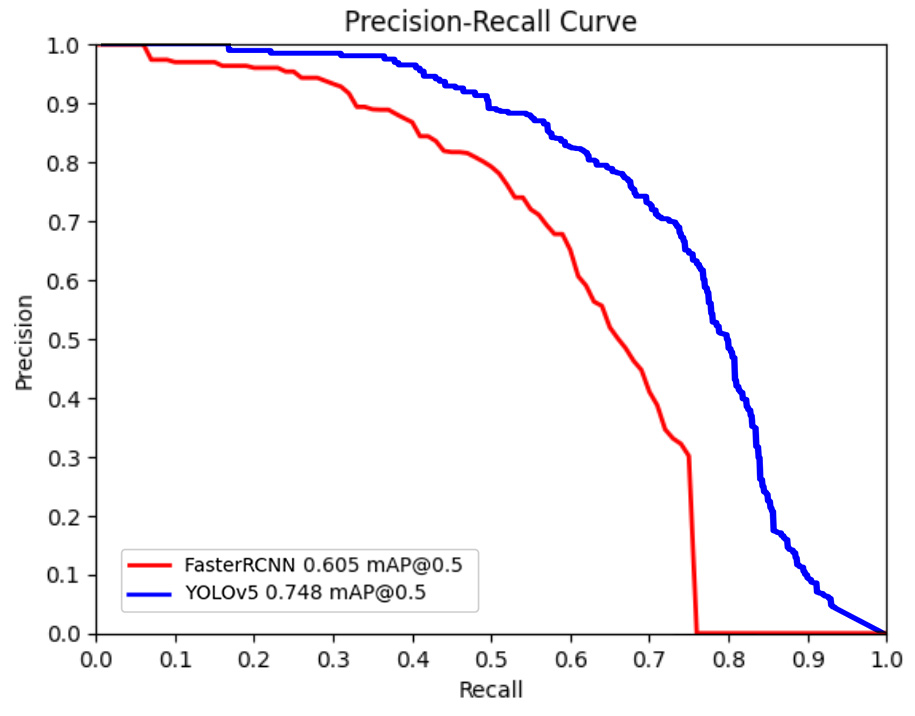 Precision-Recall Curve
1.0
0.9
0.8
0.7
0.6
0.5
0.4
0.3
0.2
0.1
0.0
Precision
FasterRCNN 0.605 mAP@0.5
YOLOv5 0.748 mAP@0.5
0.0 0.1 0.2 0.3 0.4 0.5 0.6 0.7 0.8 0.9 1.0
Recall